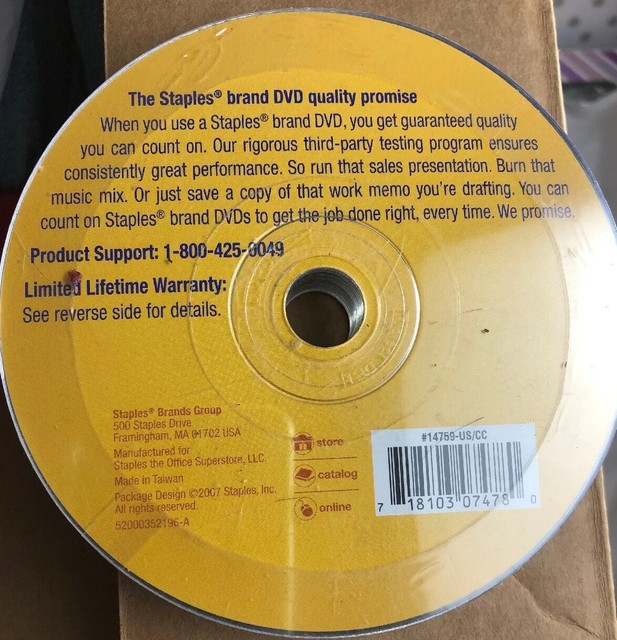 The Staples® brand DVD quality promise
When you use a Staples® brand DVD, you get guaranteed quality
you can count on. Our rigorous third-party testing program ensures
consistently great performance. So run that sales presentation. Burn that
music mix. Or just save a copy of that work memo you're drafting. You can
count on Staples® brand DVDs to get the job done right, every time. We promise.
Product Support: 1-800-425-0049
Limited Lifetime Warranty:
See reverse side for details.
Staples® Brands Group
500 Staples Drive
Framingham, MA 01702 USA
Manufactured for
Staples the Office Superstore, LLC.
Made in Taiwan
Package Design ©2007 Staples, Inc.
All rights reserved.
52000352196-A
store
catalog
online
#14759-US/CC
7 18103 07478 0